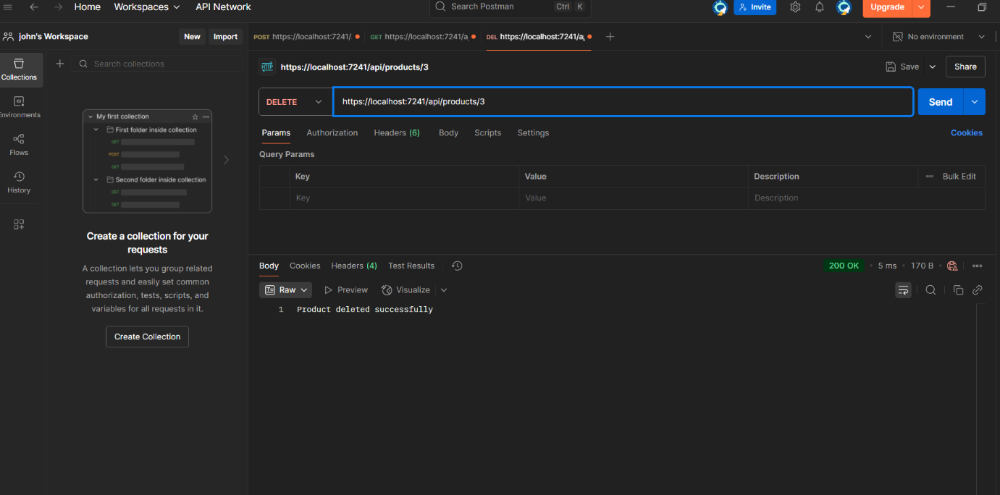 Home Workspaces API Network Search Postman Ctrl K Invite Upgrade
john's Workspace New Import POST https://localhost:7241/ GET https://localhost:7241/a DEL https://localhost:7241/a No environment
Collections
Search collections
HTTP https://localhost:7241/api/products/3 Save Share
DELETE https://localhost:7241/api/products/3 Send
Environments
Flows
History
My first collection
First folder inside collection
GET
POST
GET
Second folder inside collection
GET
GET
Create a collection for your
requests
A collection lets you group related
requests and easily set common
authorization, tests, scripts, and
variables for all requests in it.
Create Collection
Params Authorization Headers (6) Body Scripts Settings Cookies
Query Params
Key Value Description Bulk Edit
Key Value Description
Body Cookies Headers (4) Test Results 200 OK 5 ms 170 B
Raw Preview Visualize
1 Product deleted successfully